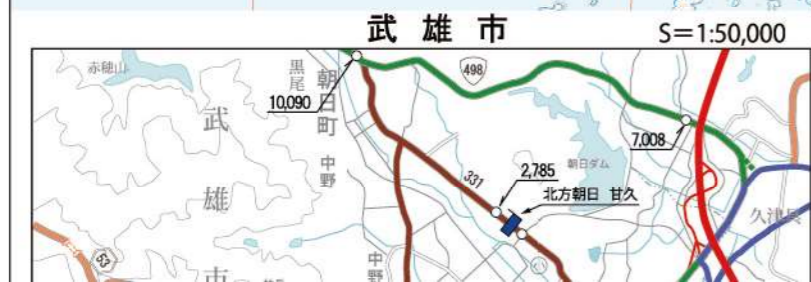 武雄市
S=1:50,000
赤穂山
黒尾
朝日町
498
10,090
武雄市
中野
7,008
朝日ダム
331
2,785
北方朝日 甘久
久津具
53
中野